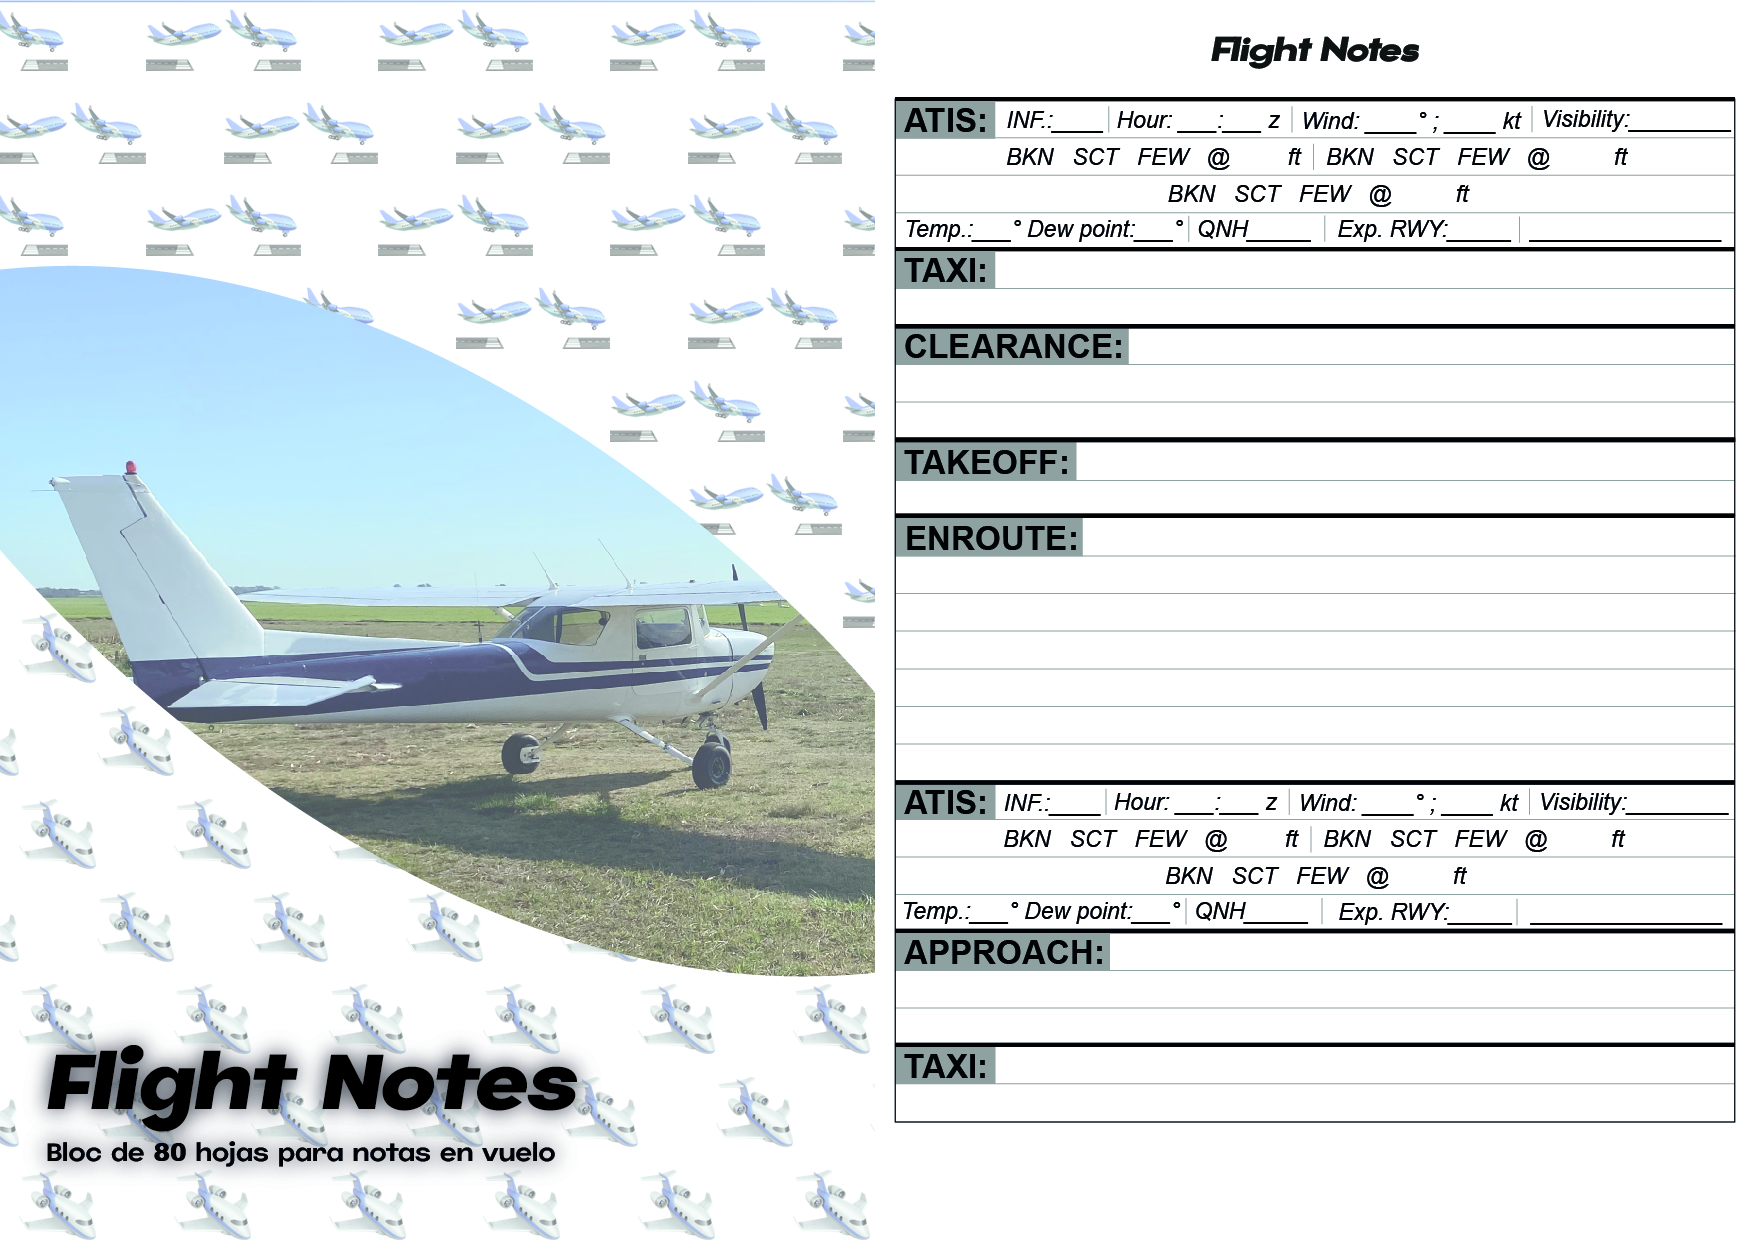 Flight Notes
Bloc de 80 hojas para notas en vuelo
Flight Notes
ATIS: INF.:____ Hour: ___:___ z Wind: ____° ; ____ kt Visibility:________
BKN SCT FEW @ ft BKN SCT FEW @ ft
BKN SCT FEW @ ft
Temp.:___° Dew point:___° QNH_____ Exp. RWY:_____ _______________
TAXI:
CLEARANCE:
TAKEOFF:
ENROUTE:
ATIS: INF.:____ Hour: ___:___ z Wind: ____° ; ____ kt Visibility:________
BKN SCT FEW @ ft BKN SCT FEW @ ft
BKN SCT FEW @ ft
Temp.:___° Dew point:___° QNH_____ Exp. RWY:_____ _______________
APPROACH:
TAXI: